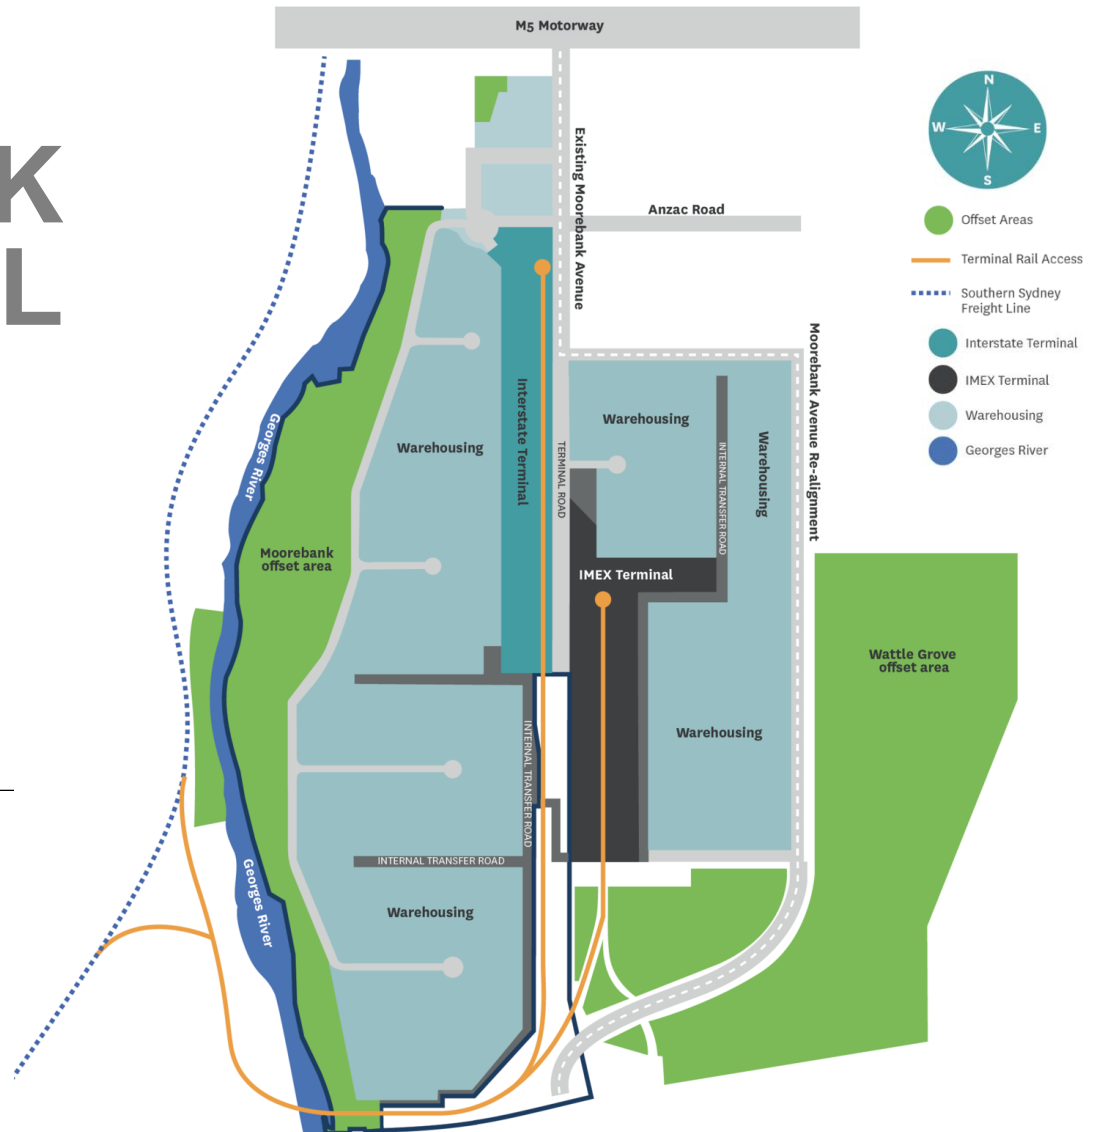 K
L
M5 Motorway
Existing Moorebank Avenue
Anzac Road
N
W
E
S
Offset Areas
Terminal Rail Access
Southern Sydney
Freight Line
Interstate Terminal
IMEX Terminal
Warehousing
Georges River
Moorebank Avenue Re-alignment
Georges River
Warehousing
Interstate Terminal
TERMINAL ROAD
Warehousing
INTERNAL TRANSFER ROAD
Warehousing
Moorebank
offset area
IMEX Terminal
Wattle Grove
offset area
Warehousing
INTERNAL TRANSFER ROAD
INTERNAL TRANSFER ROAD
Georges River
Warehousing